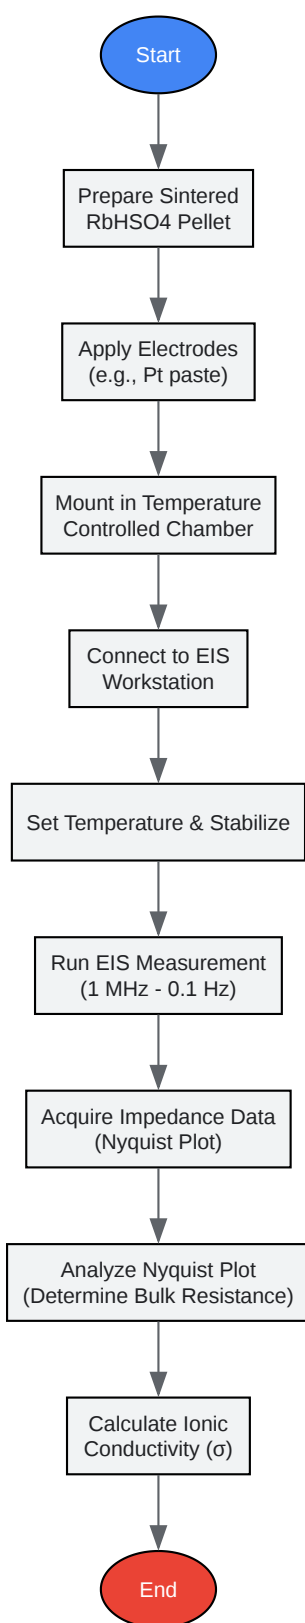 Start
Prepare Sintered
RbHSO4 Pellet
Apply Electrodes
(e.g., Pt paste)
Mount in Temperature
Controlled Chamber
Connect to EIS
Workstation
Set Temperature & Stabilize
Run EIS Measurement
(1 MHz - 0.1 Hz)
Acquire Impedance Data
(Nyquist Plot)
Analyze Nyquist Plot
(Determine Bulk Resistance)
Calculate Ionic
Conductivity (σ)
End